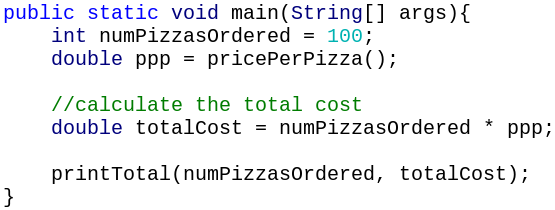 public static void main(String[] args){
    int numPizzasOrdered = 100;
    double ppp = pricePerPizza();

    //calculate the total cost
    double totalCost = numPizzasOrdered * ppp;

    printTotal(numPizzasOrdered, totalCost);
}